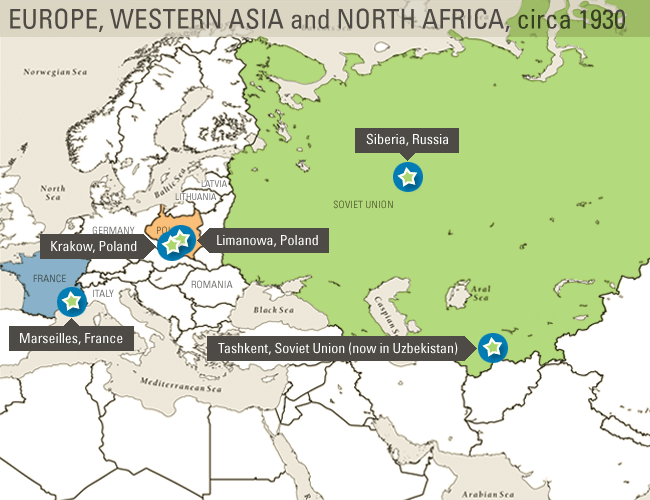 EUROPE, WESTERN ASIA and NORTH AFRICA, circa 1930
Norwegian Sea
Siberia, Russia
North
Sea
Baltic Sea
LATVIA
LITHUANIA
SOVIET UNION
GERMANY
PO
Krakow, Poland
Limanowa, Poland
FRANCE
ITALY
ROMANIA
Black Sea
Caspian Sea
Aral
Sea
Marseilles, France
Tashkent, Soviet Union (now in Uzbekistan)
Mediterranean Sea
Arabian Sea